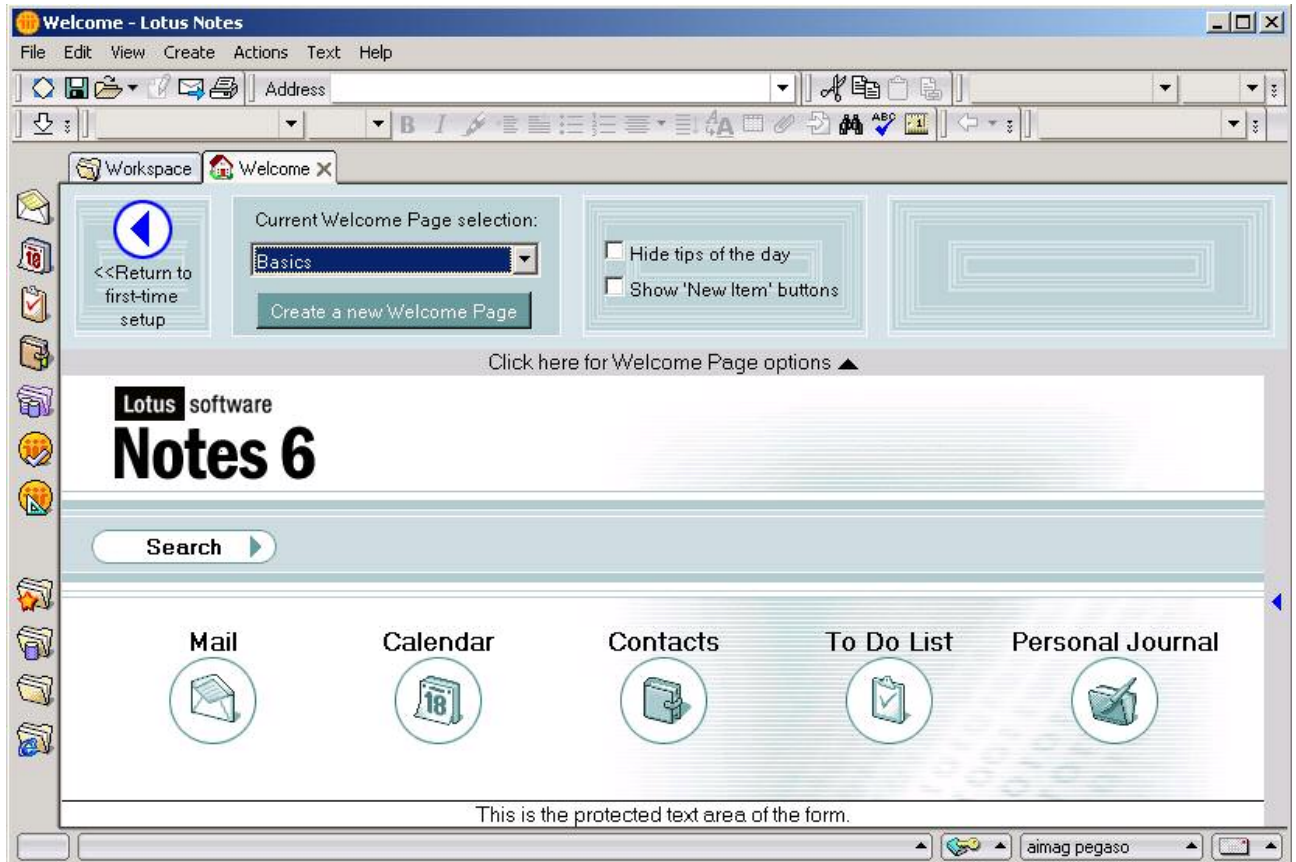 Welcome - Lotus Notes
File Edit View Create Actions Text Help
Address
Workspace Welcome
Current Welcome Page selection:
Basics
Create a new Welcome Page
<<Return to
first-time
setup
Hide tips of the day
Show 'New Item' buttons
Click here for Welcome Page options
Lotus software
Notes 6
Search
Mail Calendar Contacts To Do List Personal Journal
18
18
This is the protected text area of the form.
aimag pegaso